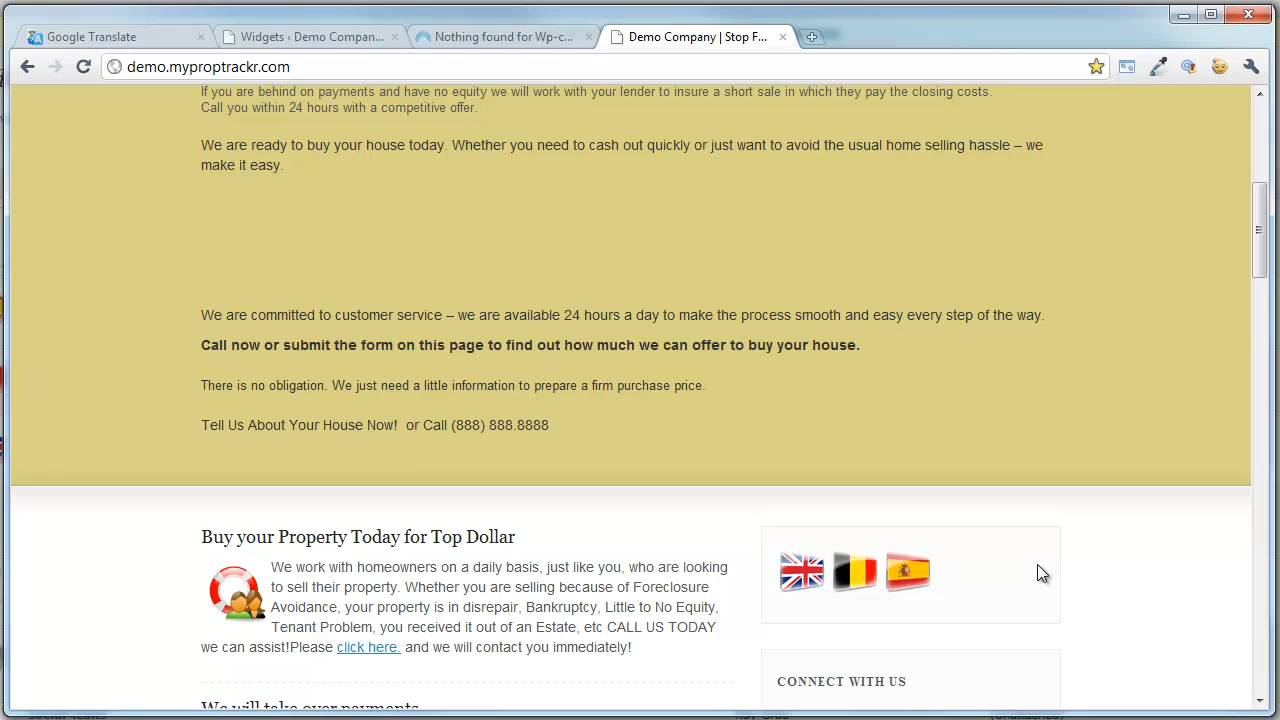 Google Translate
Widgets ‹ Demo Compan...
Nothing found for Wp-c...
Demo Company | Stop F...
demo.myproptrackr.com
If you are behind on payments and have no equity we will work with your lender to insure a short sale in which they pay the closing costs.
Call you within 24 hours with a competitive offer.
We are ready to buy your house today. Whether you need to cash out quickly or just want to avoid the usual home selling hassle – we
make it easy.
We are committed to customer service – we are available 24 hours a day to make the process smooth and easy every step of the way.
Call now or submit the form on this page to find out how much we can offer to buy your house.
There is no obligation. We just need a little information to prepare a firm purchase price.
Tell Us About Your House Now!  or Call (888) 888.8888
Buy your Property Today for Top Dollar
We work with homeowners on a daily basis, just like you, who are looking
to sell their property. Whether you are selling because of Foreclosure
Avoidance, your property is in disrepair, Bankruptcy, Little to No Equity,
Tenant Problem, you received it out of an Estate, etc CALL US TODAY
we can assist!Please click here. and we will contact you immediately!
CONNECT WITH US
We will take over payments